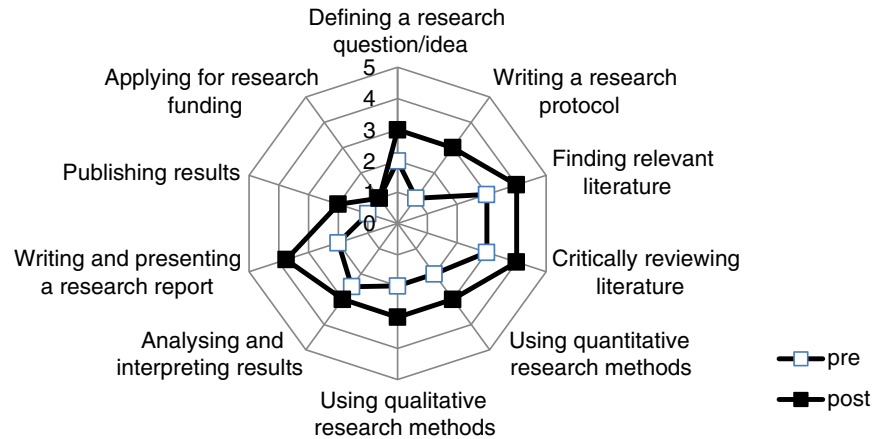 Defining a research
question/idea
Applying for research
funding
Writing a research
protocol
5
4
3
2
1
0
Publishing results
Finding relevant
literature
Writing and presenting
a research report
Critically reviewing
literature
Analysing and
interpreting results
Using quantitative
research methods
Using qualitative
research methods
pre
post